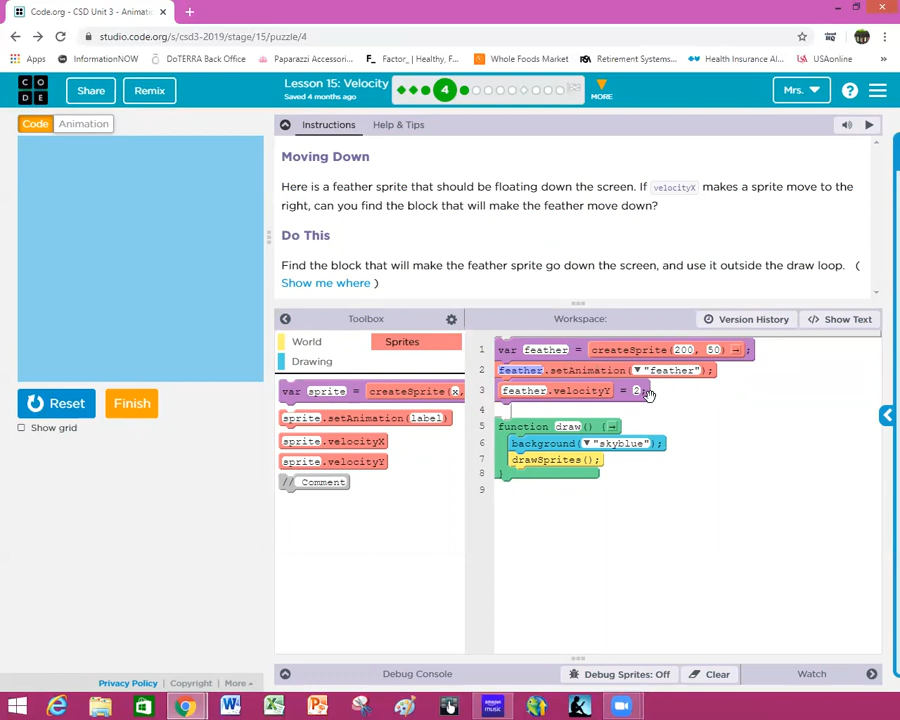 Code.org - CSD Unit 3 - Animatio
studio.code.org/s/csd3-2019/stage/15/puzzle/4
Apps
InformationNOW
DoTERRA Back Office
Paparazzi Accessori...
Factor_ | Healthy, 4
Whole Foods Market
Retirement Systems...
Health Insurance Al...
USAonline
CO
DE
Share
Remix
Lesson 15: Velocity
Saved 4 months ago
4
MORE
Mrs.
Code
Animation
Instructions
Help & Tips
Moving Down
Here is a feather sprite that should be floating down the screen. If velocityX makes a sprite move to the
right, can you find the block that will make the feather move down?
Do This
Find the block that will make the feather sprite go down the screen, and use it outside the draw loop. (
Show me where )
Toolbox
Workspace:
Version History
</> Show Text
World
Sprites
Drawing
var sprite = createSprite(x,
sprite.setAnimation(label)
sprite.velocityX
sprite.velocityY
// Comment
1 var feather = createSprite(200, 50);
2 feather.setAnimation("feather");
3 feather.velocityY = 2;
4
5 function draw() {
6 background("skyblue");
7 drawSprites();
8 }
9
Reset
Finish
Show grid
Debug Console
Debug Sprites: Off
Clear
Watch
Privacy Policy | Copyright | More